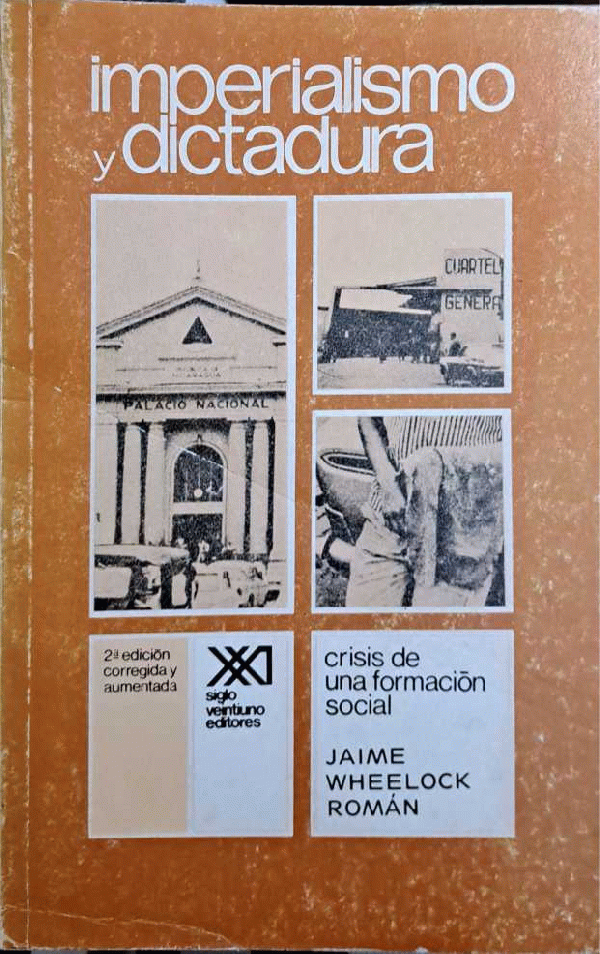 imperialismo
y dictadura
CUARTEL
GENERA
PALACIO NACIONAL
2ª edición
corregida y
aumentada
siglo
veintiuno
editores
crisis de
una formación
social
JAIME
WHEELOCK
ROMÁN